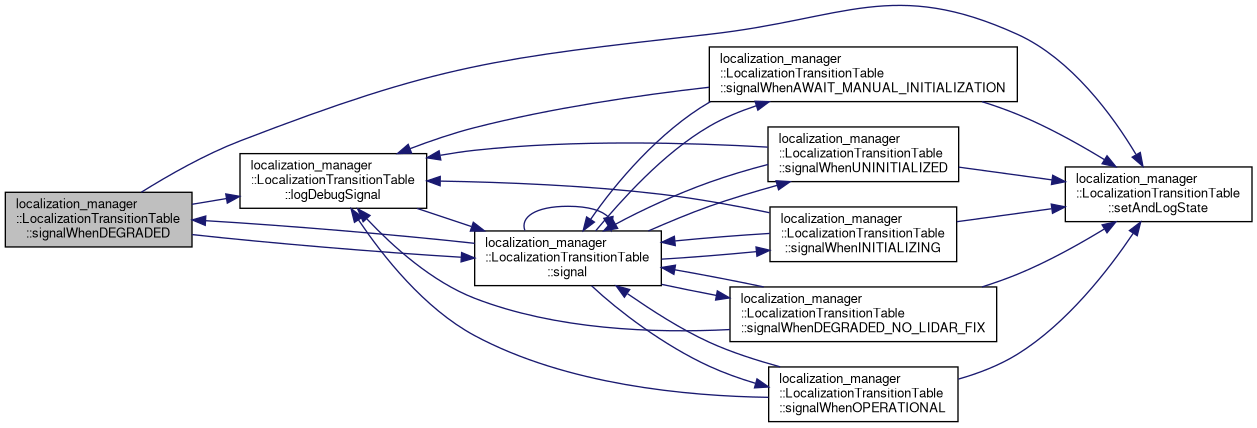 localization_manager
::LocalizationTransitionTable
::signalWhenDEGRADED
localization_manager
::LocalizationTransitionTable
::logDebugSignal
localization_manager
::LocalizationTransitionTable
::signal
localization_manager
::LocalizationTransitionTable
::signalWhenAWAIT_MANUAL_INITIALIZATION
localization_manager
::LocalizationTransitionTable
::signalWhenUNINITIALIZED
localization_manager
::LocalizationTransitionTable
::signalWhenINITIALIZING
localization_manager
::LocalizationTransitionTable
::signalWhenDEGRADED_NO_LIDAR_FIX
localization_manager
::LocalizationTransitionTable
::signalWhenOPERATIONAL
localization_manager
::LocalizationTransitionTable
::setAndLogState